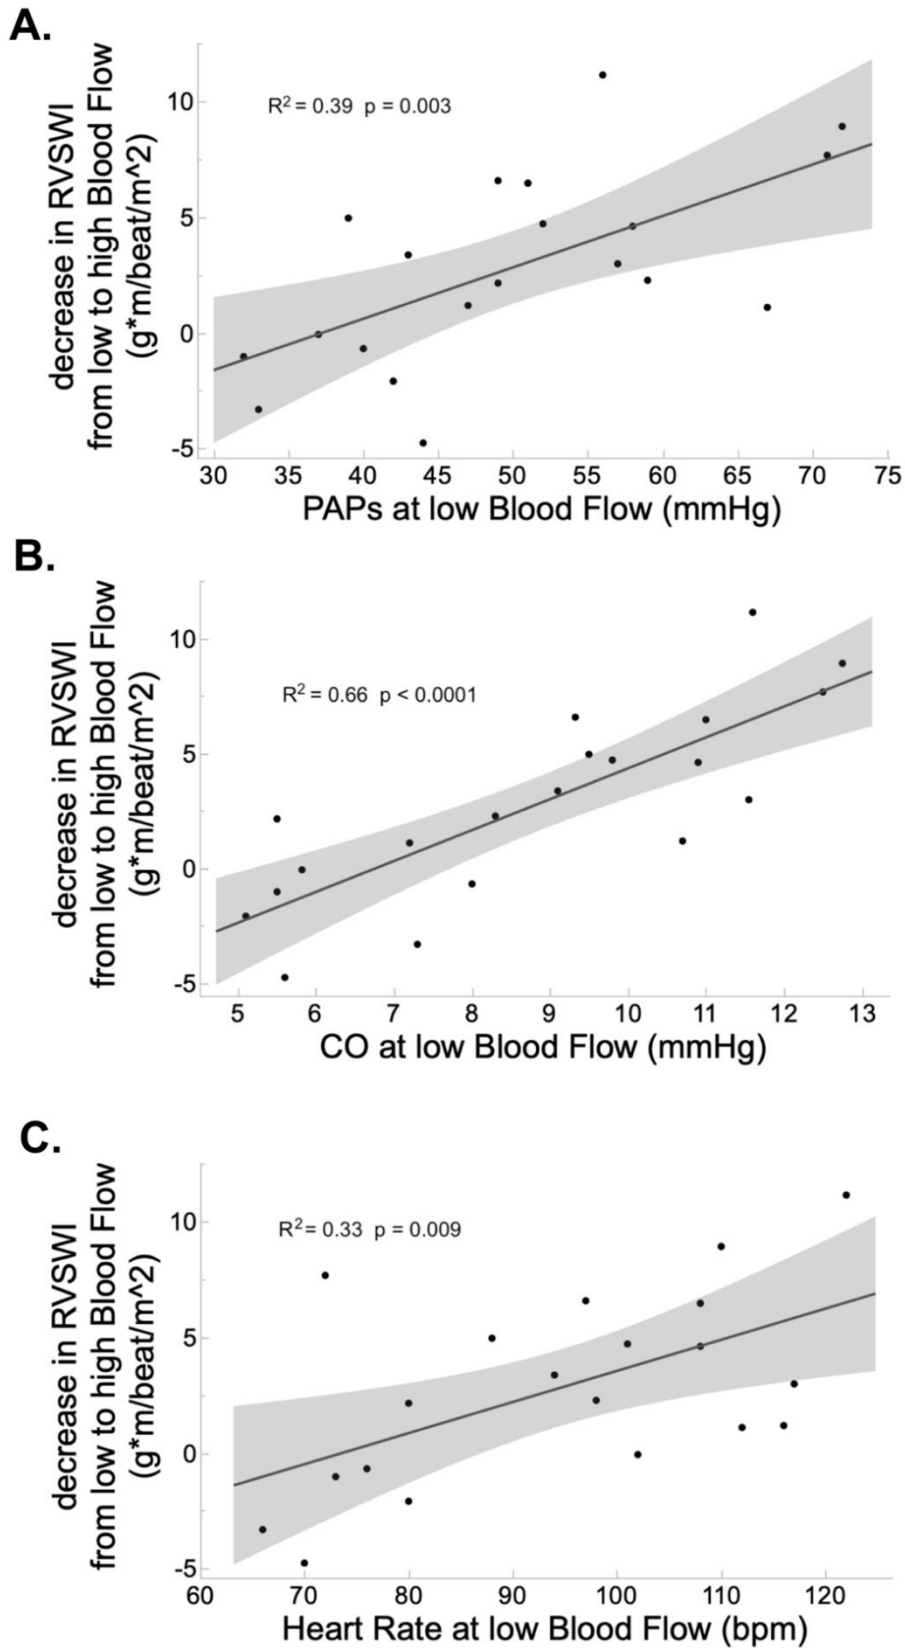 A.
decrease in RVSWI
from low to high Blood Flow
(g*m/beat/m^2)
10
5
0
-5
R2 = 0.39 p = 0.003
30 35 40 45 50 55 60 65 70 75
PAPs at low Blood Flow (mmHg)
B.
decrease in RVSWI
from low to high Blood Flow
(g*m/beat/m^2)
10
5
0
-5
R2 = 0.66 p < 0.0001
5 6 7 8 9 10 11 12 13
CO at low Blood Flow (mmHg)
C.
decrease in RVSWI
from low to high Blood Flow
(g*m/beat/m^2)
10
5
0
-5
R2 = 0.33 p = 0.009
60 70 80 90 100 110 120
Heart Rate at low Blood Flow (bpm)